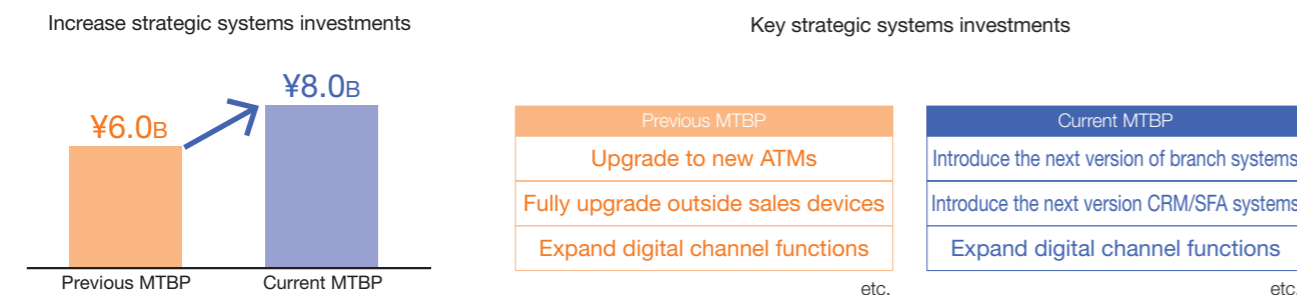 Increase strategic systems investments
¥6.0B
¥8.0B
Previous MTBP
Current MTBP
Key strategic systems investments
Previous MTBP
Upgrade to new ATMs
Fully upgrade outside sales devices
Expand digital channel functions
etc.
Current MTBP
Introduce the next version of branch systems
Introduce the next version CRM/SFA systems
Expand digital channel functions
etc.